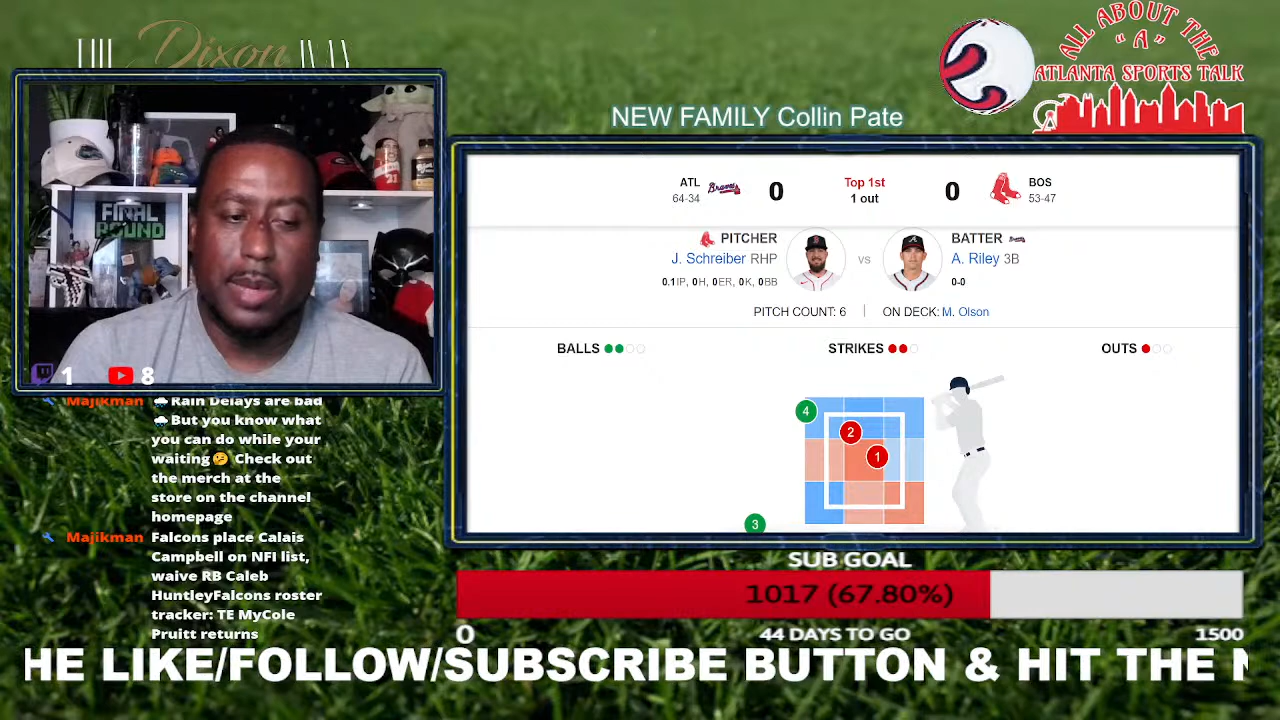 Dixon
ALL ABOUT THE
"A"
ATLANTA SPORTS TALK
NEW FAMILY Collin Pate
FINAL
ROUND
21
ATL
64-34
Braves
0
Top 1st
1 out
0
BOS
53-47
PITCHER
J. Schreiber RHP
0.1IP, 0H, 0ER, 0K, 0BB
vs
BATTER
A. Riley 3B
0-0
PITCH COUNT: 6
ON DECK: M. Olson
BALLS
STRIKES
OUTS
4
2
1
3
1
8
Majikman Rain Delays are bad
But you know what
you can do while your
waiting Check out
the merch at the
store on the channel
homepage
Majikman Falcons place Calais
Campbell on NFI list,
waive RB Caleb
HuntleyFalcons roster
tracker: TE MyCole
Pruitt returns
SUB GOAL
1017 (67.80%)
0
44 DAYS TO GO
1500
HE LIKE/FOLLOW/SUBSCRIBE BUTTON & HIT THE